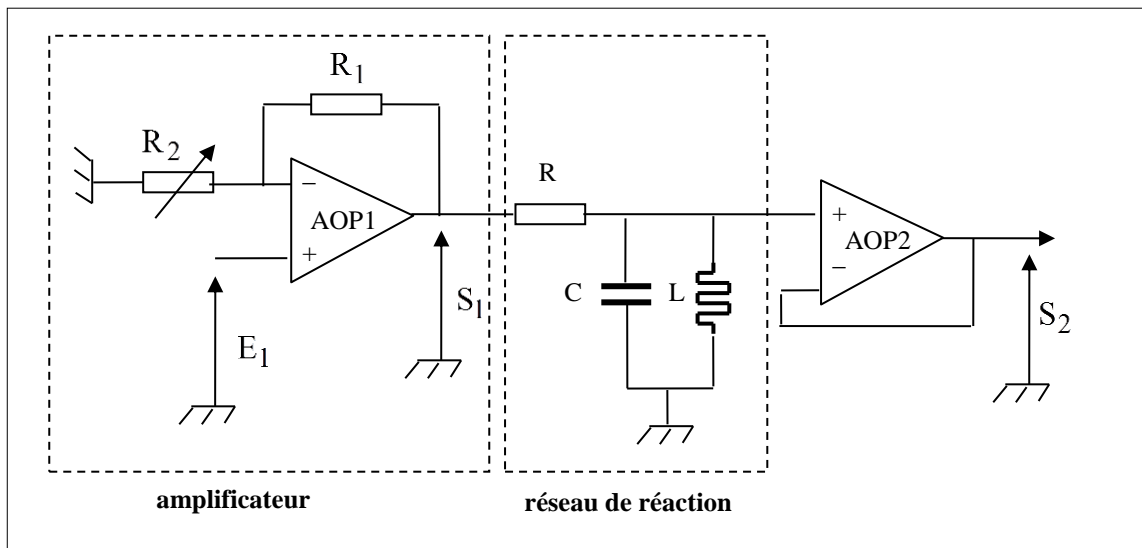 R1
R2
−
AOP1
+
E1
S1
R
C
L
+
AOP2
−
S2
amplificateur
réseau de réaction